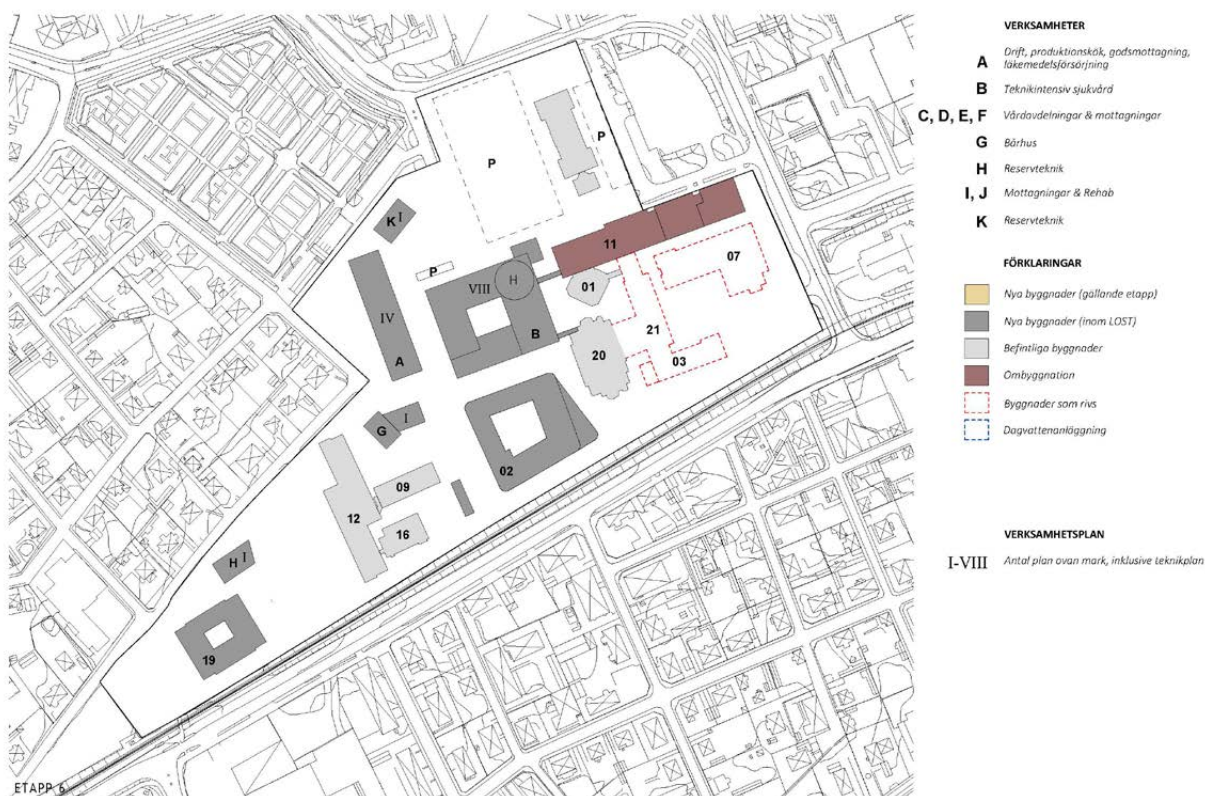 P
P
K I
11
07
P
VIII
H
01
IV
B
21
A
20
03
I
G
02
09
12
16
H I
19
ETAPP 6
VERKSAMHETER
A Drift, produktionskök, godsmottagning,
läkemedelsförsörjning
B Teknikintensiv sjukvård
C, D, E, F Vårdavdelningar & mottagningar
G Bårhus
H Reservteknik
I, J Mottagningar & Rehab
K Reservteknik
FÖRKLARINGAR
Nya byggnader (gällande etapp)
Nya byggnader (inom LOST)
Befintliga byggnader
Ombyggnation
Byggnader som rivs
Dagvattenanläggning
VERKSAMHETSPLAN
I-VIII Antal plan ovan mark, inklusive teknikplan